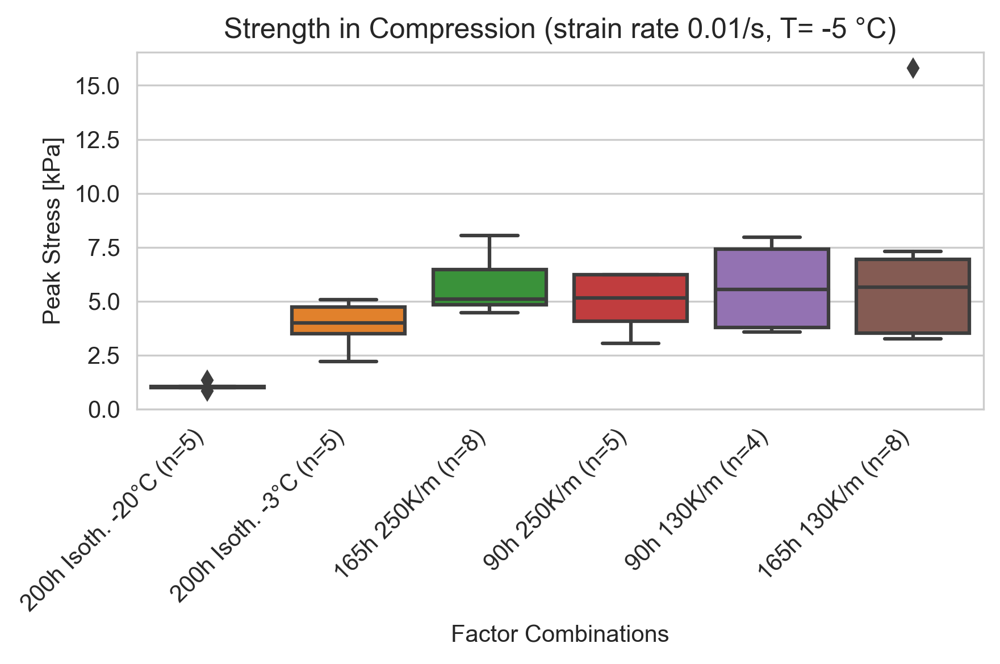 Strength in Compression (strain rate 0.01/s, T= -5 °C)
Peak Stress [kPa]
15.0
12.5
10.0
7.5
5.0
2.5
0.0
200h Isoth. -20°C (n=5)
200h Isoth. -3°C (n=5)
165h 250K/m (n=8)
90h 250K/m (n=5)
90h 130K/m (n=4)
165h 130K/m (n=8)
Factor Combinations